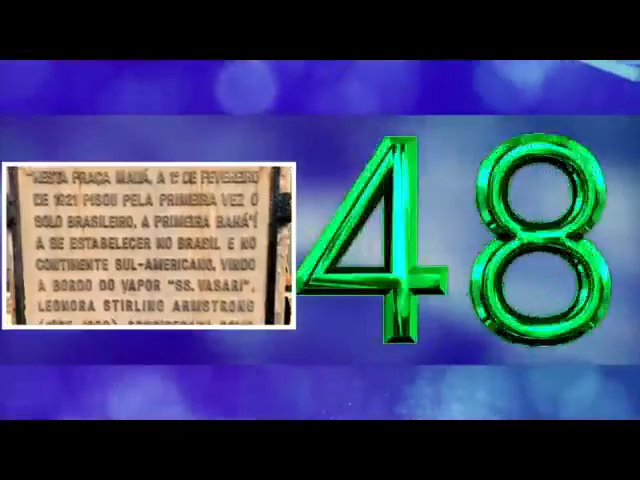 "NESTA PRAÇA MAUÁ, A 1º DE FEVEREIRO
DE 1921 PISOU PELA PRIMEIRA VEZ O
SOLO BRASILEIRO, A PRIMEIRA BAHÁ'Í
A SE ESTABELECER NO BRASIL E NO
CONTINENTE SUL-AMERICANO, VINDO
A BORDO DO VAPOR "SS. VASARI",
LEONORA STIRLING ARMSTRONG
48